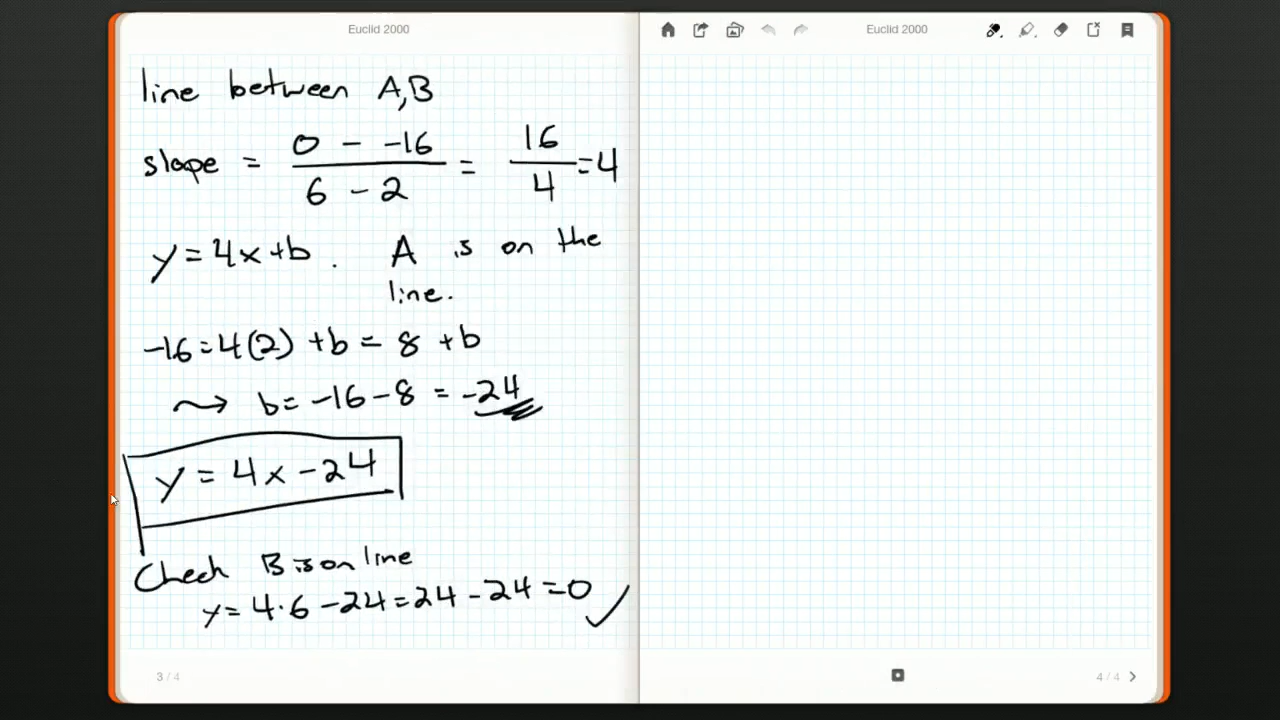 Euclid 2000
line between A,B
slope = (0 - -16)/(6 - 2) = 16/4 = 4
y = 4x + b . A is on the
line.
-16 = 4(2) + b = 8 + b
⇝ b = -16 - 8 = -24
y = 4x - 24
Check B is on line
y = 4·6 - 24 = 24 - 24 = 0 ✓
3 / 4
Euclid 2000
4 / 4